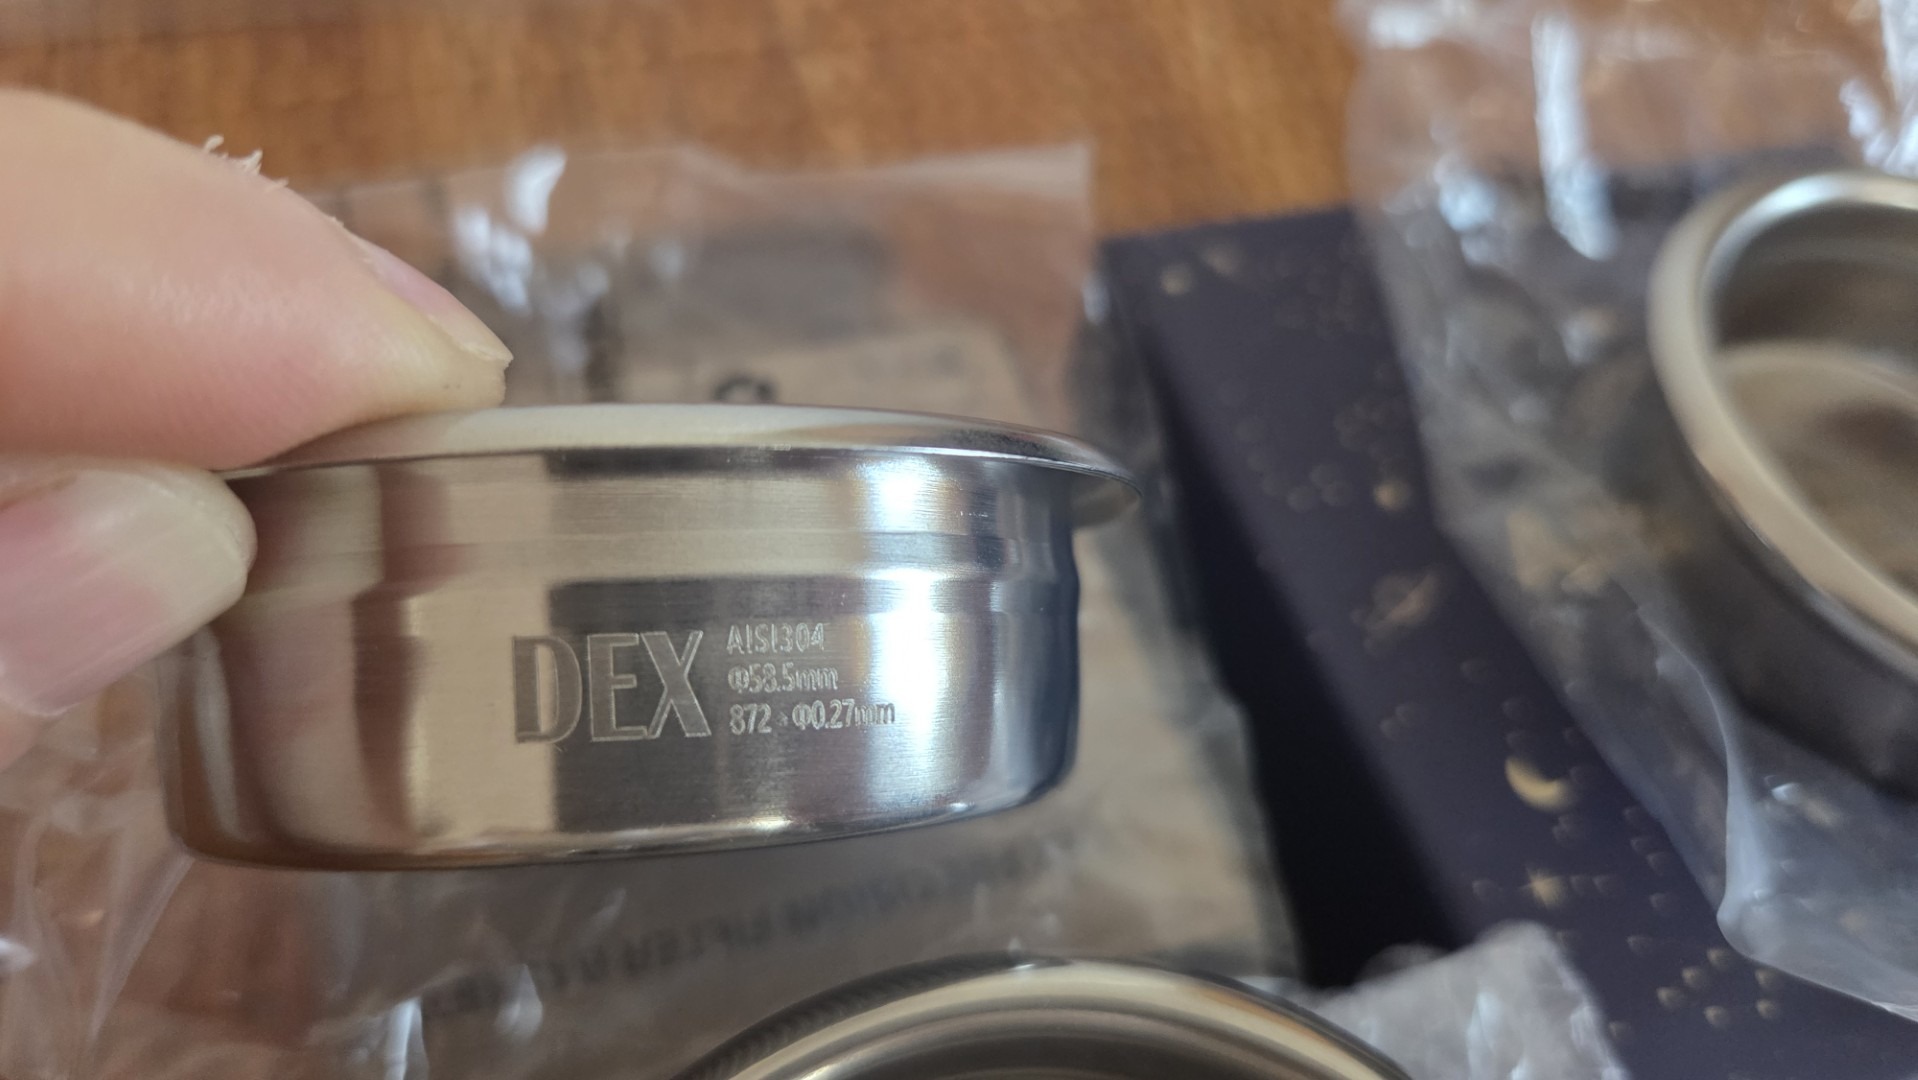 DEX
AISI304
Φ58.5mm
872 - Φ0.27mm